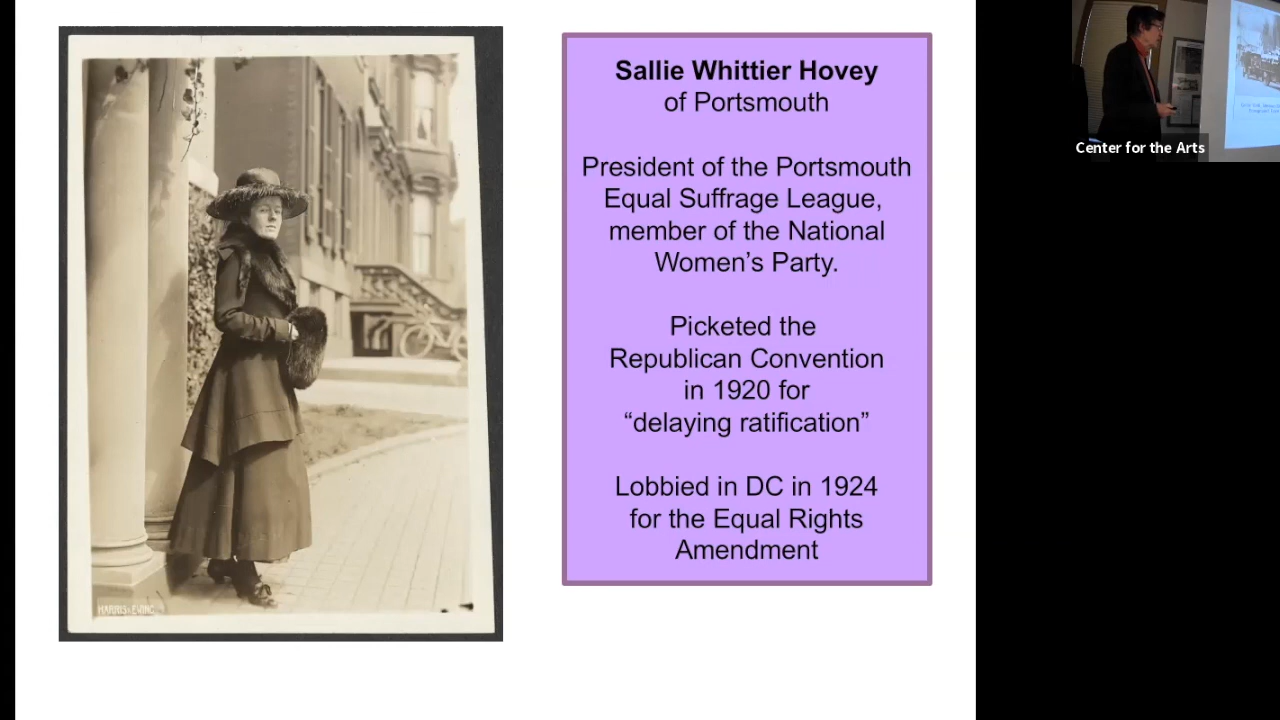 Sallie Whittier Hovey
of Portsmouth
President of the Portsmouth
Equal Suffrage League,
member of the National
Women’s Party.
Picketed the
Republican Convention
in 1920 for
“delaying ratification”
Lobbied in DC in 1924
for the Equal Rights
Amendment
HARRIS & EWING
Center for the Arts